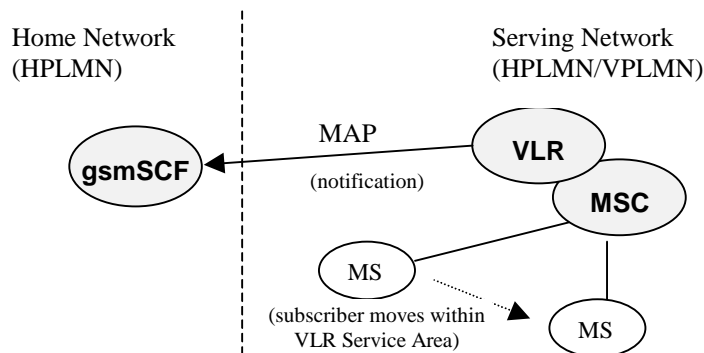 Home Network
(HPLMN)
Serving Network
(HPLMN/VPLMN)
MAP
VLR
gsmSCF
(notification)
MSC
MS
(subscriber moves within
VLR Service Area)
MS